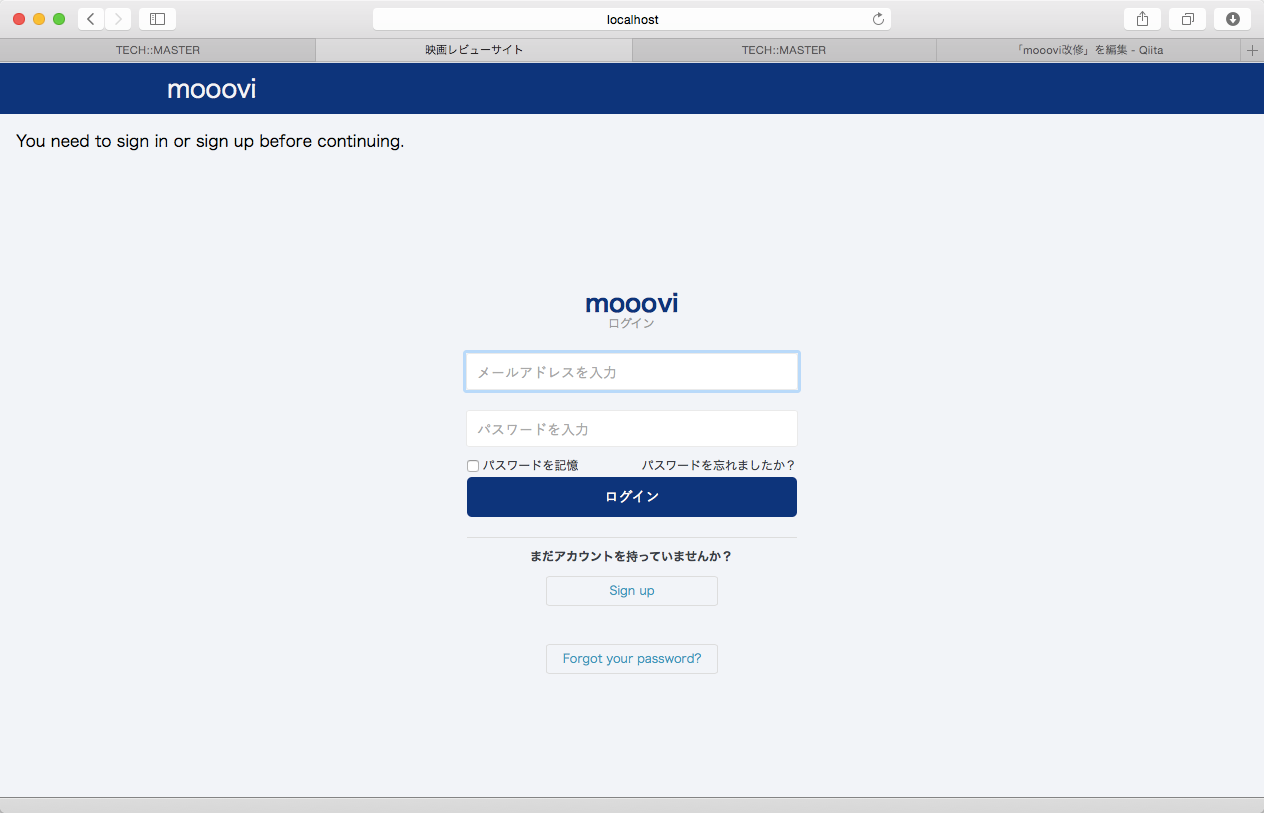 localhost
TECH::MASTER
映画レビューサイト
TECH::MASTER
「mooovi改修」を編集 - Qiita
mooovi
You need to sign in or sign up before continuing.
mooovi
ログイン
メールアドレスを入力
パスワードを入力
パスワードを記憶 パスワードを忘れましたか？
ログイン
まだアカウントを持っていませんか？
Sign up
Forgot your password?